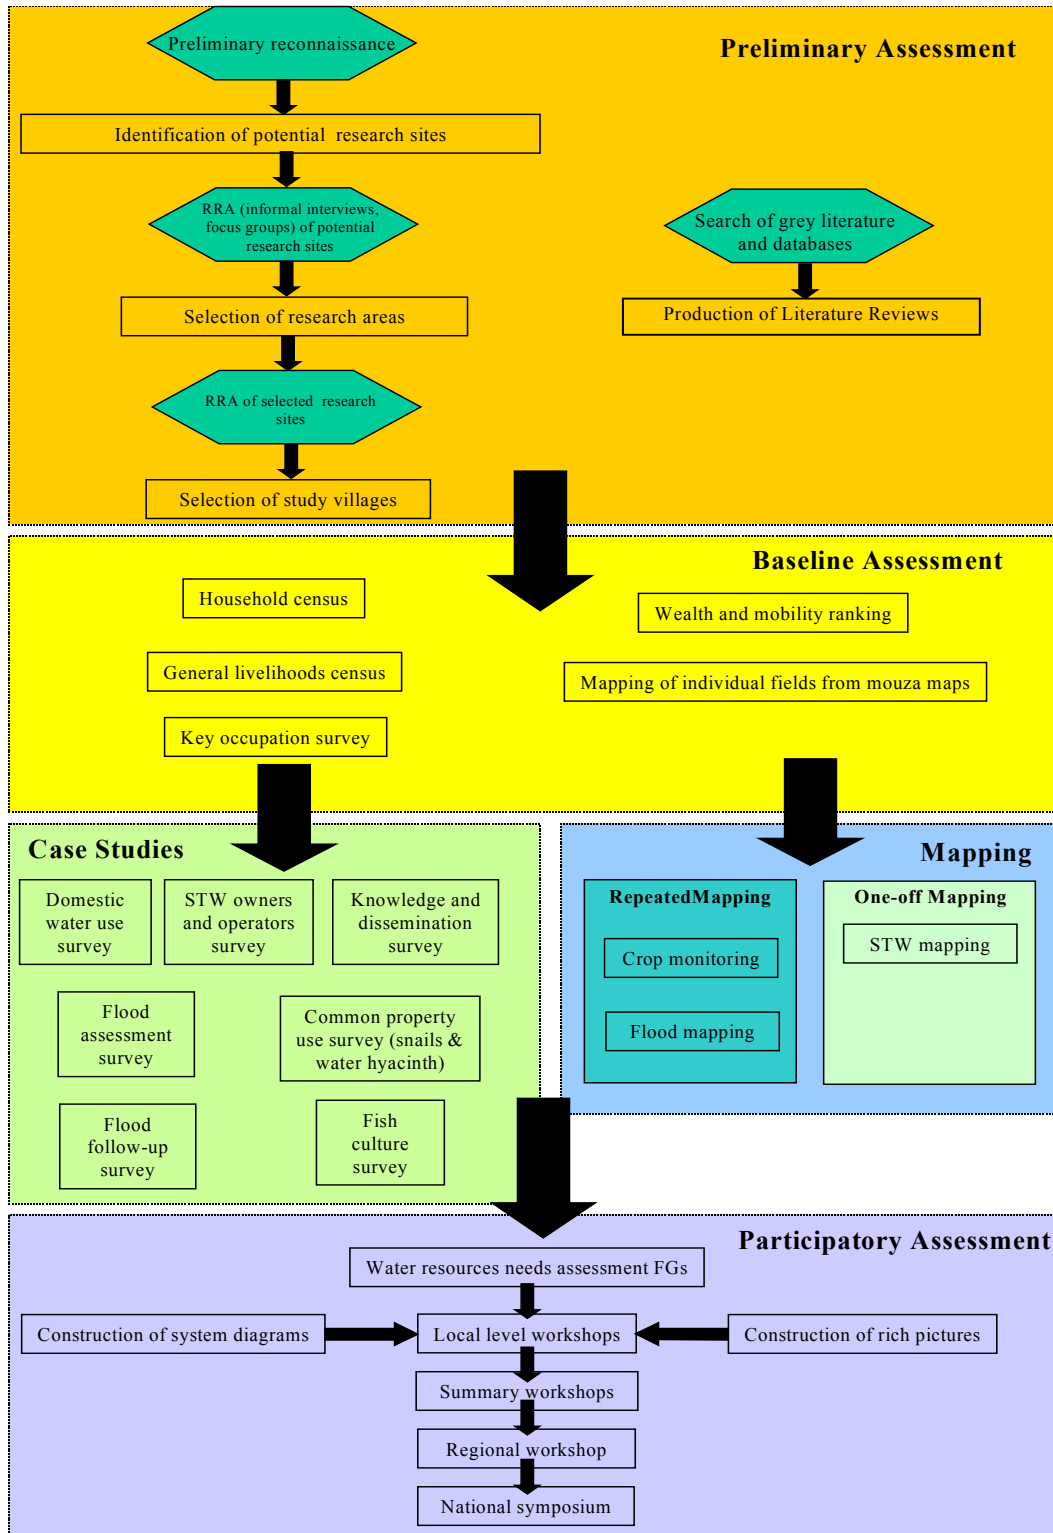 Preliminary Assessment
Preliminary reconnaissance
Identification of potential research sites
RRA (informal interviews,
focus groups) of potential
research sites
Selection of research areas
RRA of selected research
sites
Selection of study villages
Search of grey literature
and databases
Production of Literature Reviews
Baseline Assessment
Household census
General livelihoods census
Key occupation survey
Wealth and mobility ranking
Mapping of individual fields from mouza maps
Case Studies
Domestic
water use
survey
STW owners
and operators
survey
Knowledge and
dissemination
survey
Flood
assessment
survey
Common property
use survey (snails &
water hyacinth)
Flood
follow-up
survey
Fish
culture
survey
Mapping
RepeatedMapping
Crop monitoring
Flood mapping
One-off Mapping
STW mapping
Participatory Assessment
Water resources needs assessment FGs
Construction of system diagrams
Local level workshops
Construction of rich pictures
Summary workshops
Regional workshop
National symposium